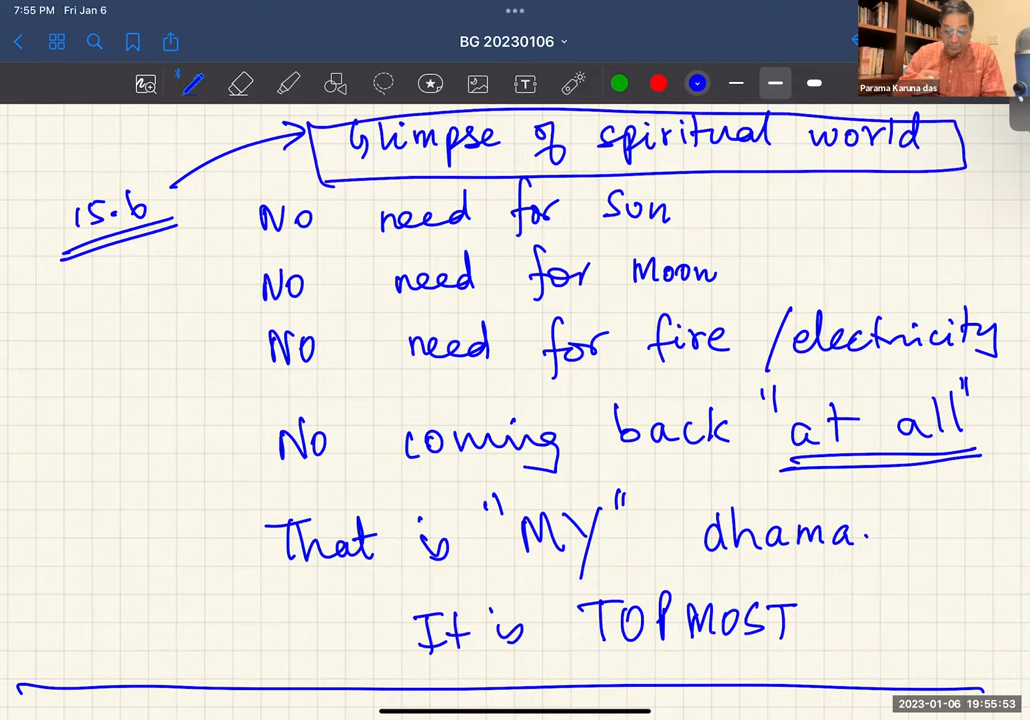 7:55 PM Fri Jan 6
BG 20230106
Parama Karuna das
Glimpse of spiritual world
15.6
No need for Sun
No need for Moon
No need for fire /electricity
No coming back "at all"
That is "MY" dhama.
It is TOPMOST
2023-01-06 19:55:53